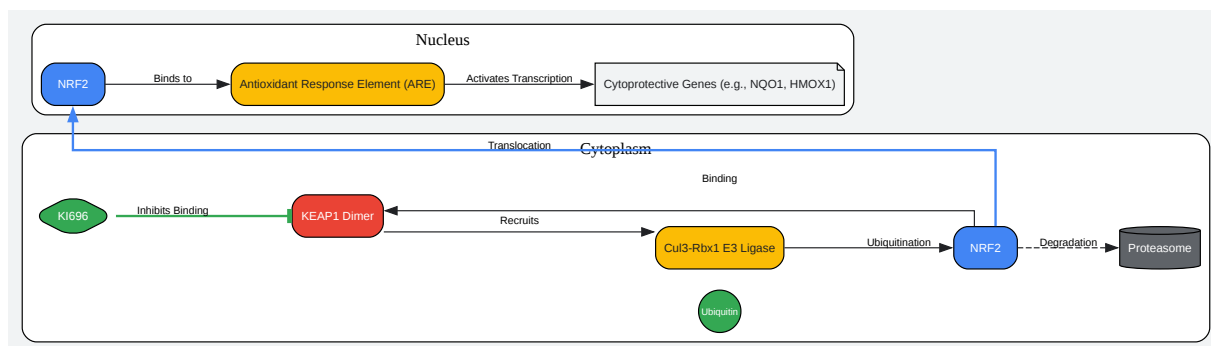 Nucleus
NRF2
Binds to
Antioxidant Response Element (ARE)
Activates Transcription
Cytoprotective Genes (e.g., NQO1, HMOX1)
Translocation
Cytoplasm
Binding
KI696
Inhibits Binding
KEAP1 Dimer
Recruits
Cul3-Rbx1 E3 Ligase
Ubiquitination
NRF2
Degradation
Proteasome
Ubiquitin